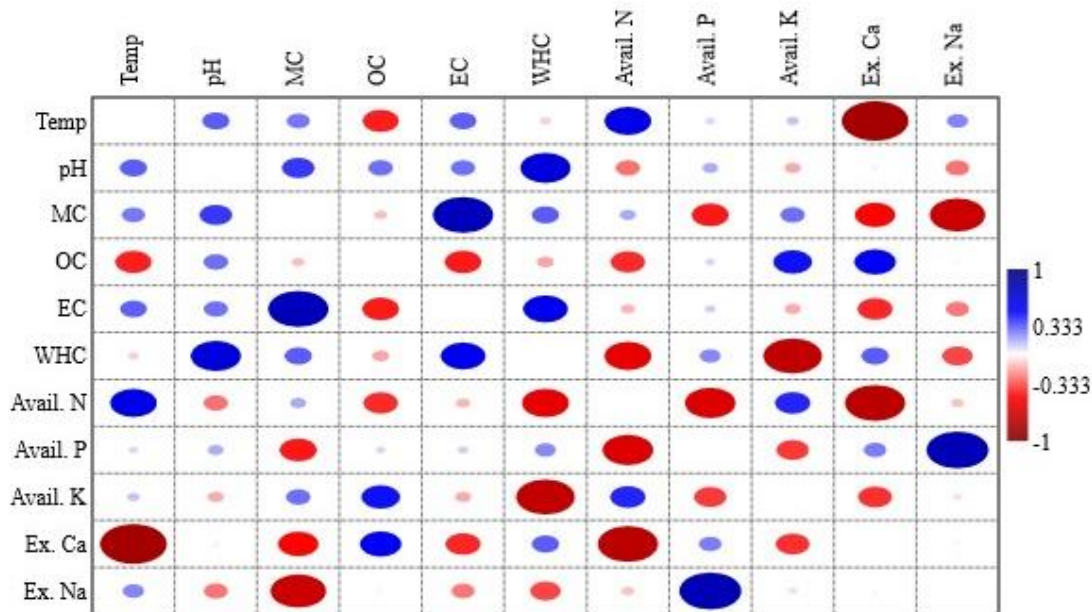 Temp pH MC OC EC WHC Avail. N Avail. P Avail. K Ex. Ca Ex. Na
Temp
pH
MC
OC
EC
WHC
Avail. N
Avail. P
Avail. K
Ex. Ca
Ex. Na
1
0.333
-0.333
-1